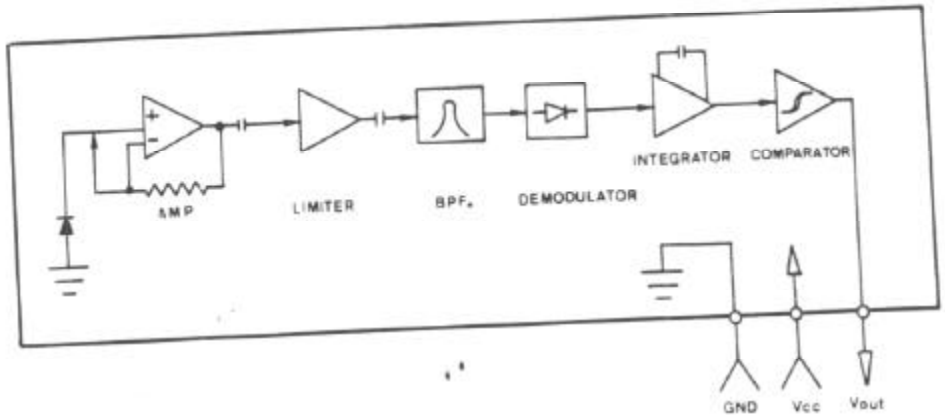 +
-
AMP
LIMITER
BPF.
DEMODULATOR
INTEGRATOR
COMPARATOR
GND
Vcc
Vout